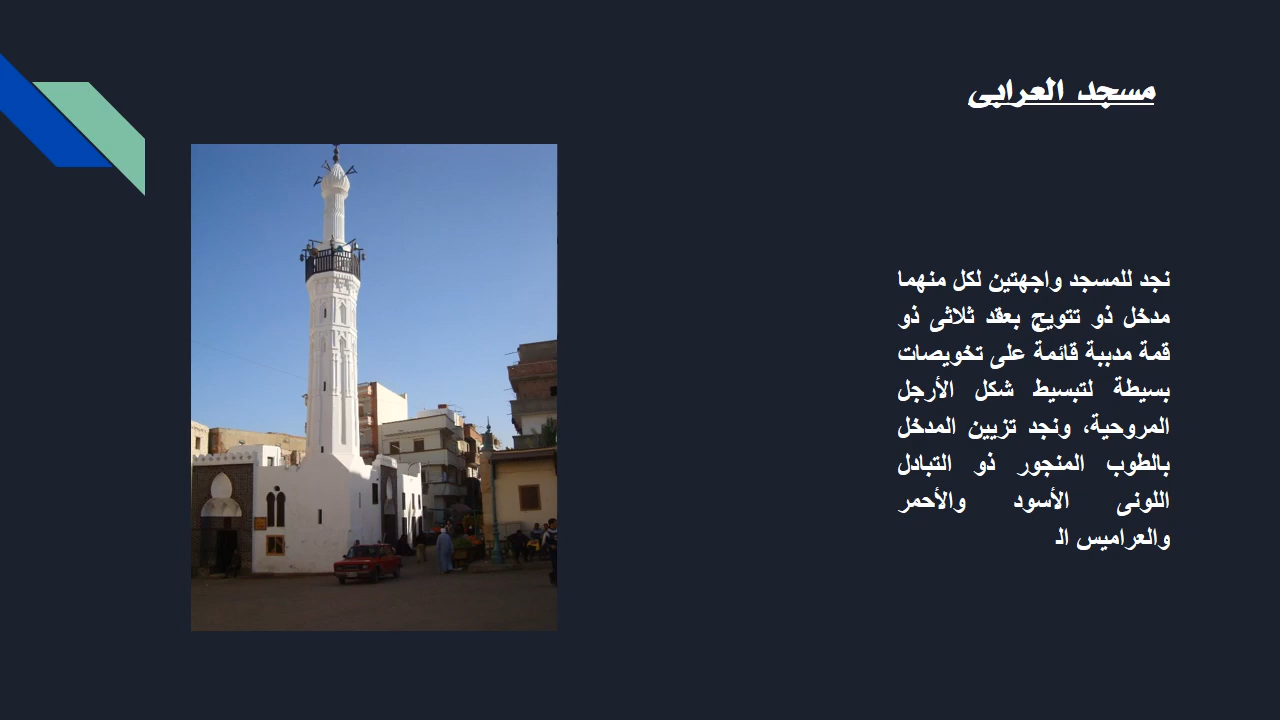 مسجد العرابى
نجد للمسجد واجهتين لكل منهما
مدخل ذو تتويج بعقد ثلاثى ذو
قمة مدببة قائمة على تخويصات
بسيطة لتبسيط شكل الأرجل
المروحية، ونجد تزيين المدخل
بالطوب المنجور ذو التبادل
اللونى الأسود والأحمر
والعراميس الـ